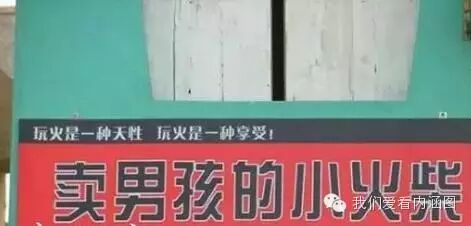 玩火是一种天性 玩火是一种享受!
卖男孩的小火柴
我们爱看内涵图